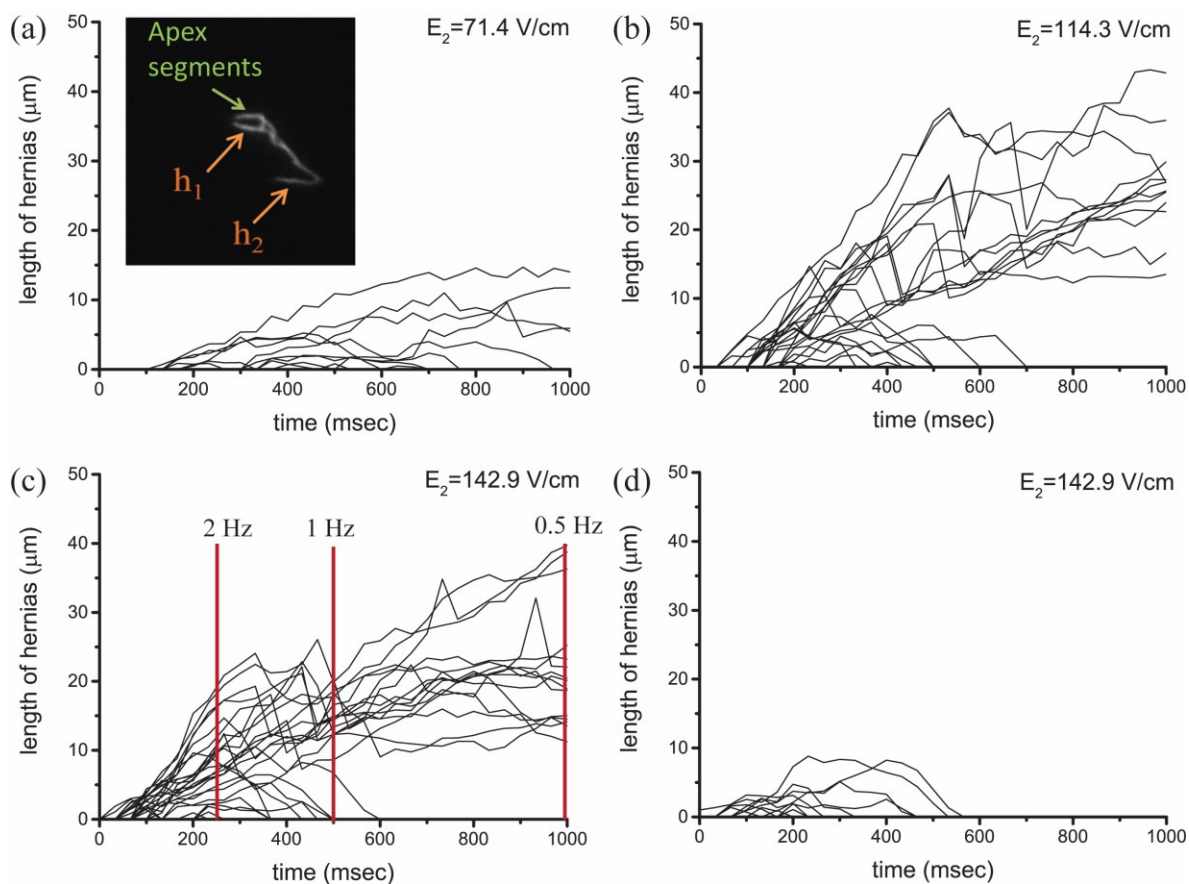 (a)
Apex
segments
h₁
h₂
E₂=71.4 V/cm
length of hernias (μm)
50
40
30
20
10
0
0 200 400 600 800 1000
time (msec)
(b)
E₂=114.3 V/cm
length of hernias (μm)
50
40
30
20
10
0
0 200 400 600 800 1000
time (msec)
(c)
E₂=142.9 V/cm
2 Hz 1 Hz 0.5 Hz
length of hernias (μm)
50
40
30
20
10
0
0 200 400 600 800 1000
time (msec)
(d)
E₂=142.9 V/cm
length of hernias (μm)
50
40
30
20
10
0
0 200 400 600 800 1000
time (msec)